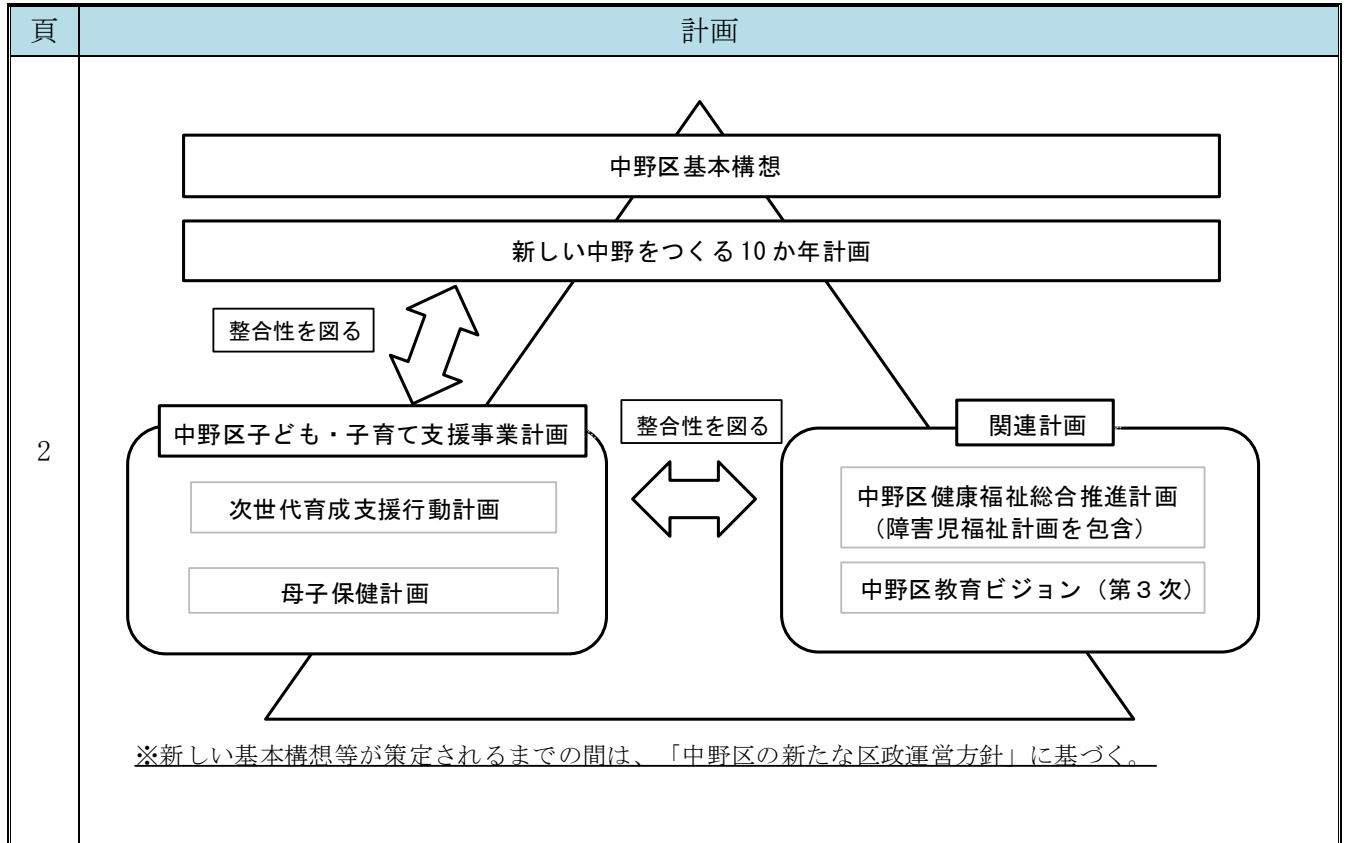 頁
計画
中野区基本構想
新しい中野をつくる10か年計画
整合性を図る
中野区子ども・子育て支援事業計画
整合性を図る
関連計画
2
次世代育成支援行動計画
中野区健康福祉総合推進計画
（障害児福祉計画を包含）
母子保健計画
中野区教育ビジョン（第３次）
※新しい基本構想等が策定されるまでの間は、「中野区の新たな区政運営方針」に基づく。